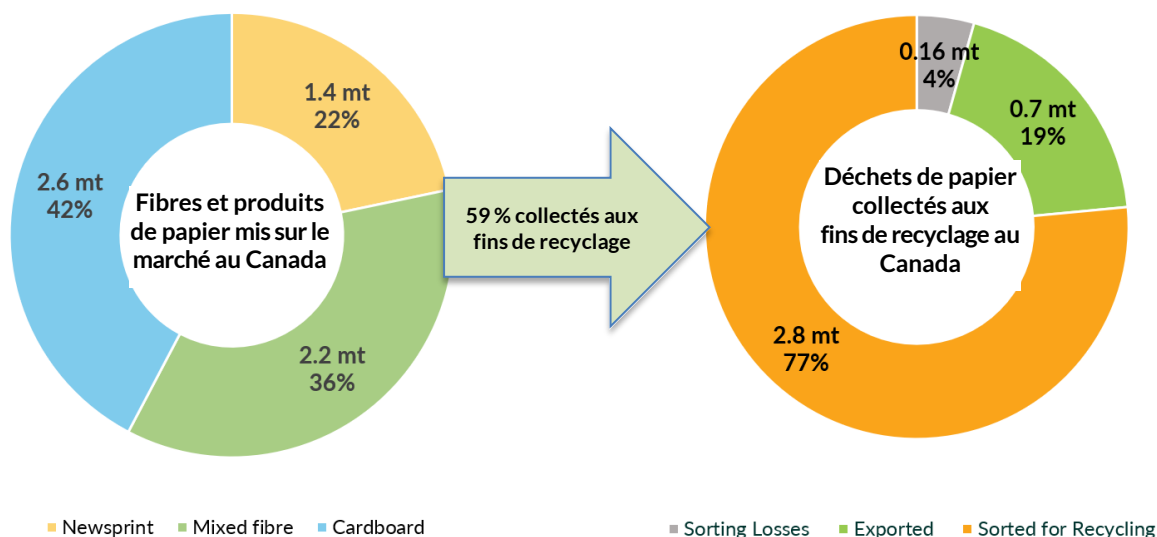 1.4 mt
22%
2.6 mt
42%
Fibres et produits
de papier mis sur le
marché au Canada
2.2 mt
36%
59 % collectés aux
fins de recyclage
0.16 mt
4%
0.7 mt
19%
Déchets de papier
collectés aux
fins de recyclage au
Canada
2.8 mt
77%
Newsprint Mixed fibre Cardboard
Sorting Losses Exported Sorted for Recycling